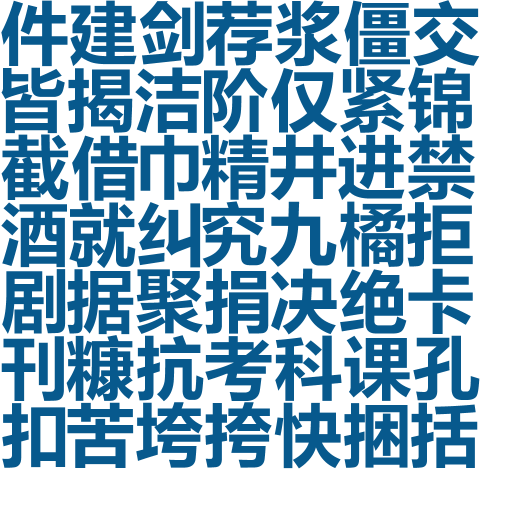 件建剑荐浆僵交
皆揭洁阶仅紧锦
截借巾精井进禁
酒就纠究九橘拒
剧据聚捐决绝卡
刊糠抗考科课孔
扣苦垮挎快捆括